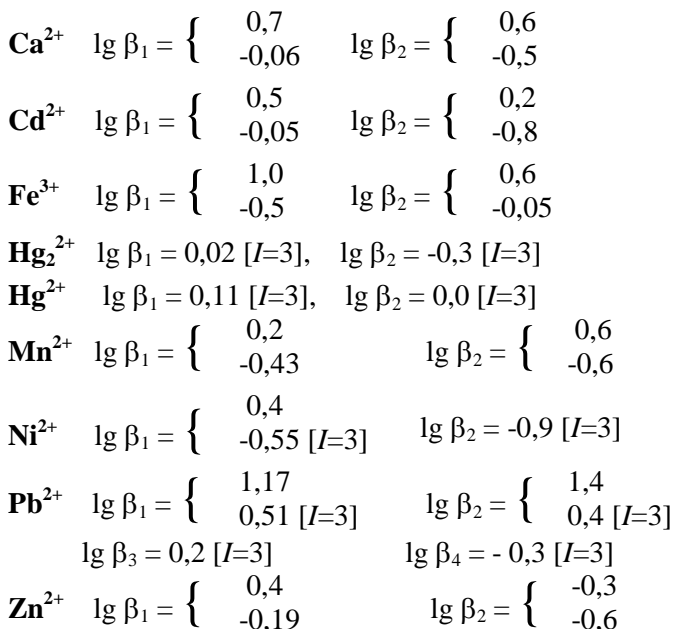 Ca²⁺ lg β₁ = { 0,7 -0,06 lg β₂ = { 0,6 -0,5
Cd²⁺ lg β₁ = { 0,5 -0,05 lg β₂ = { 0,2 -0,8
Fe³⁺ lg β₁ = { 1,0 -0,5 lg β₂ = { 0,6 -0,05
Hg₂²⁺ lg β₁ = 0,02 [I=3], lg β₂ = -0,3 [I=3]
Hg²⁺ lg β₁ = 0,11 [I=3], lg β₂ = 0,0 [I=3]
Mn²⁺ lg β₁ = { 0,2 -0,43 lg β₂ = { 0,6 -0,6
Ni²⁺ lg β₁ = { 0,4 -0,55 [I=3] lg β₂ = -0,9 [I=3]
Pb²⁺ lg β₁ = { 1,17 0,51 [I=3] lg β₂ = { 1,4 0,4 [I=3]
lg β₃ = 0,2 [I=3] lg β₄ = - 0,3 [I=3]
Zn²⁺ lg β₁ = { 0,4 -0,19 lg β₂ = { -0,3 -0,6